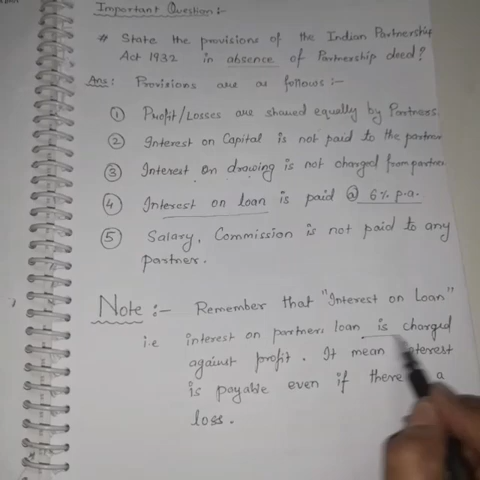 Important Question :-
# State the provisions of the Indian Partnership
Act 1932 in absence of Partnership deed?
Ans: Provisions are as follows :-
① Profit/Losses are shared equally by Partners.
② Interest on Capital is not paid to the partner
③ Interest on drawing is not charged from partner
④ Interest on loan is paid @ 6% p.a.
⑤ Salary, Commission is not paid to any
partner.
Note :- Remember that "Interest on Loan"
i.e interest on partners loan is charged
against profit. It mean
is payable even if a
loss.